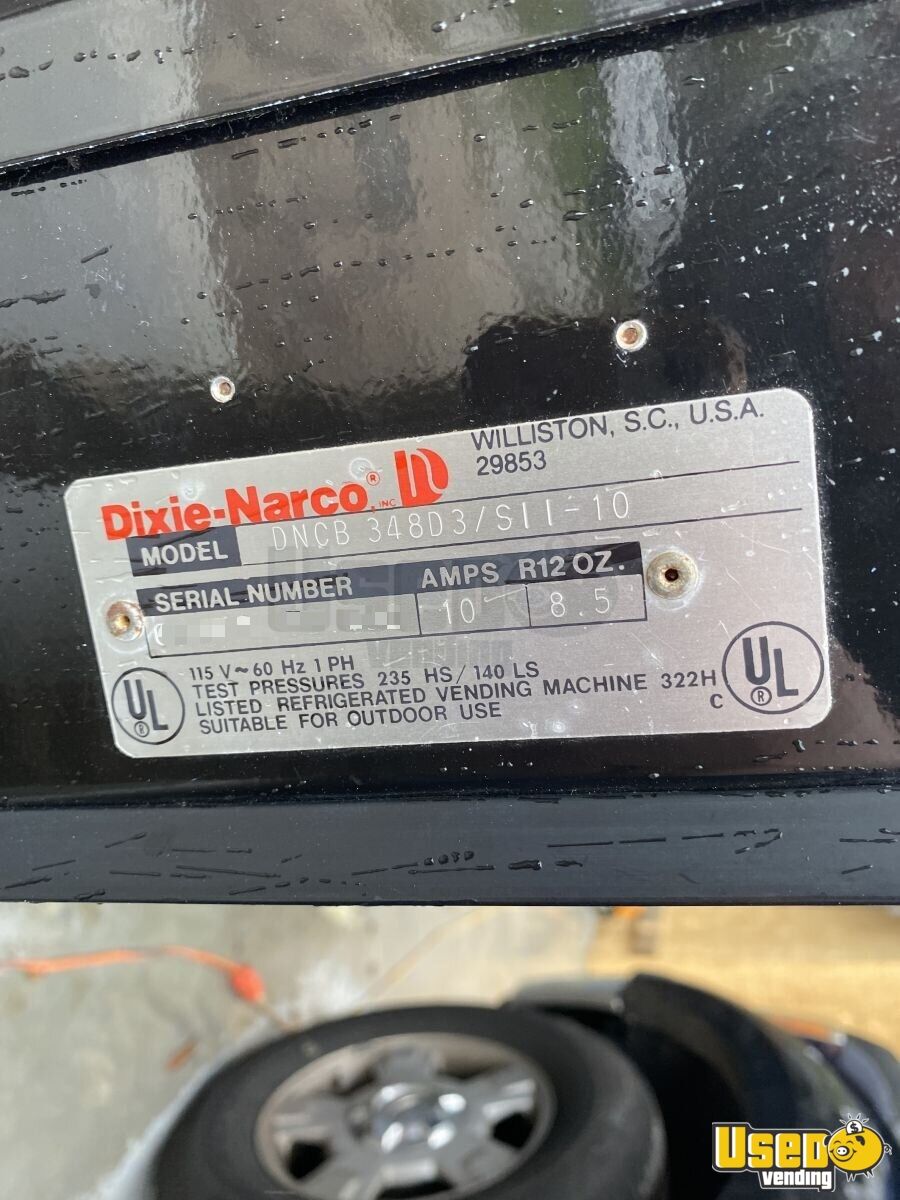 WILLISTON, S.C., U.S.A.
29853
Dixie-Narco®, INC
MODEL DNCB 348D3/SII-10
SERIAL NUMBER AMPS R12 OZ.
10 8.5
115 V~60 Hz 1 PH
TEST PRESSURES 235 HS/140 LS
LISTED REFRIGERATED VENDING MACHINE 322H
SUITABLE FOR OUTDOOR USE
UL®
C UL®
USED
VENDING
USED
VENDING